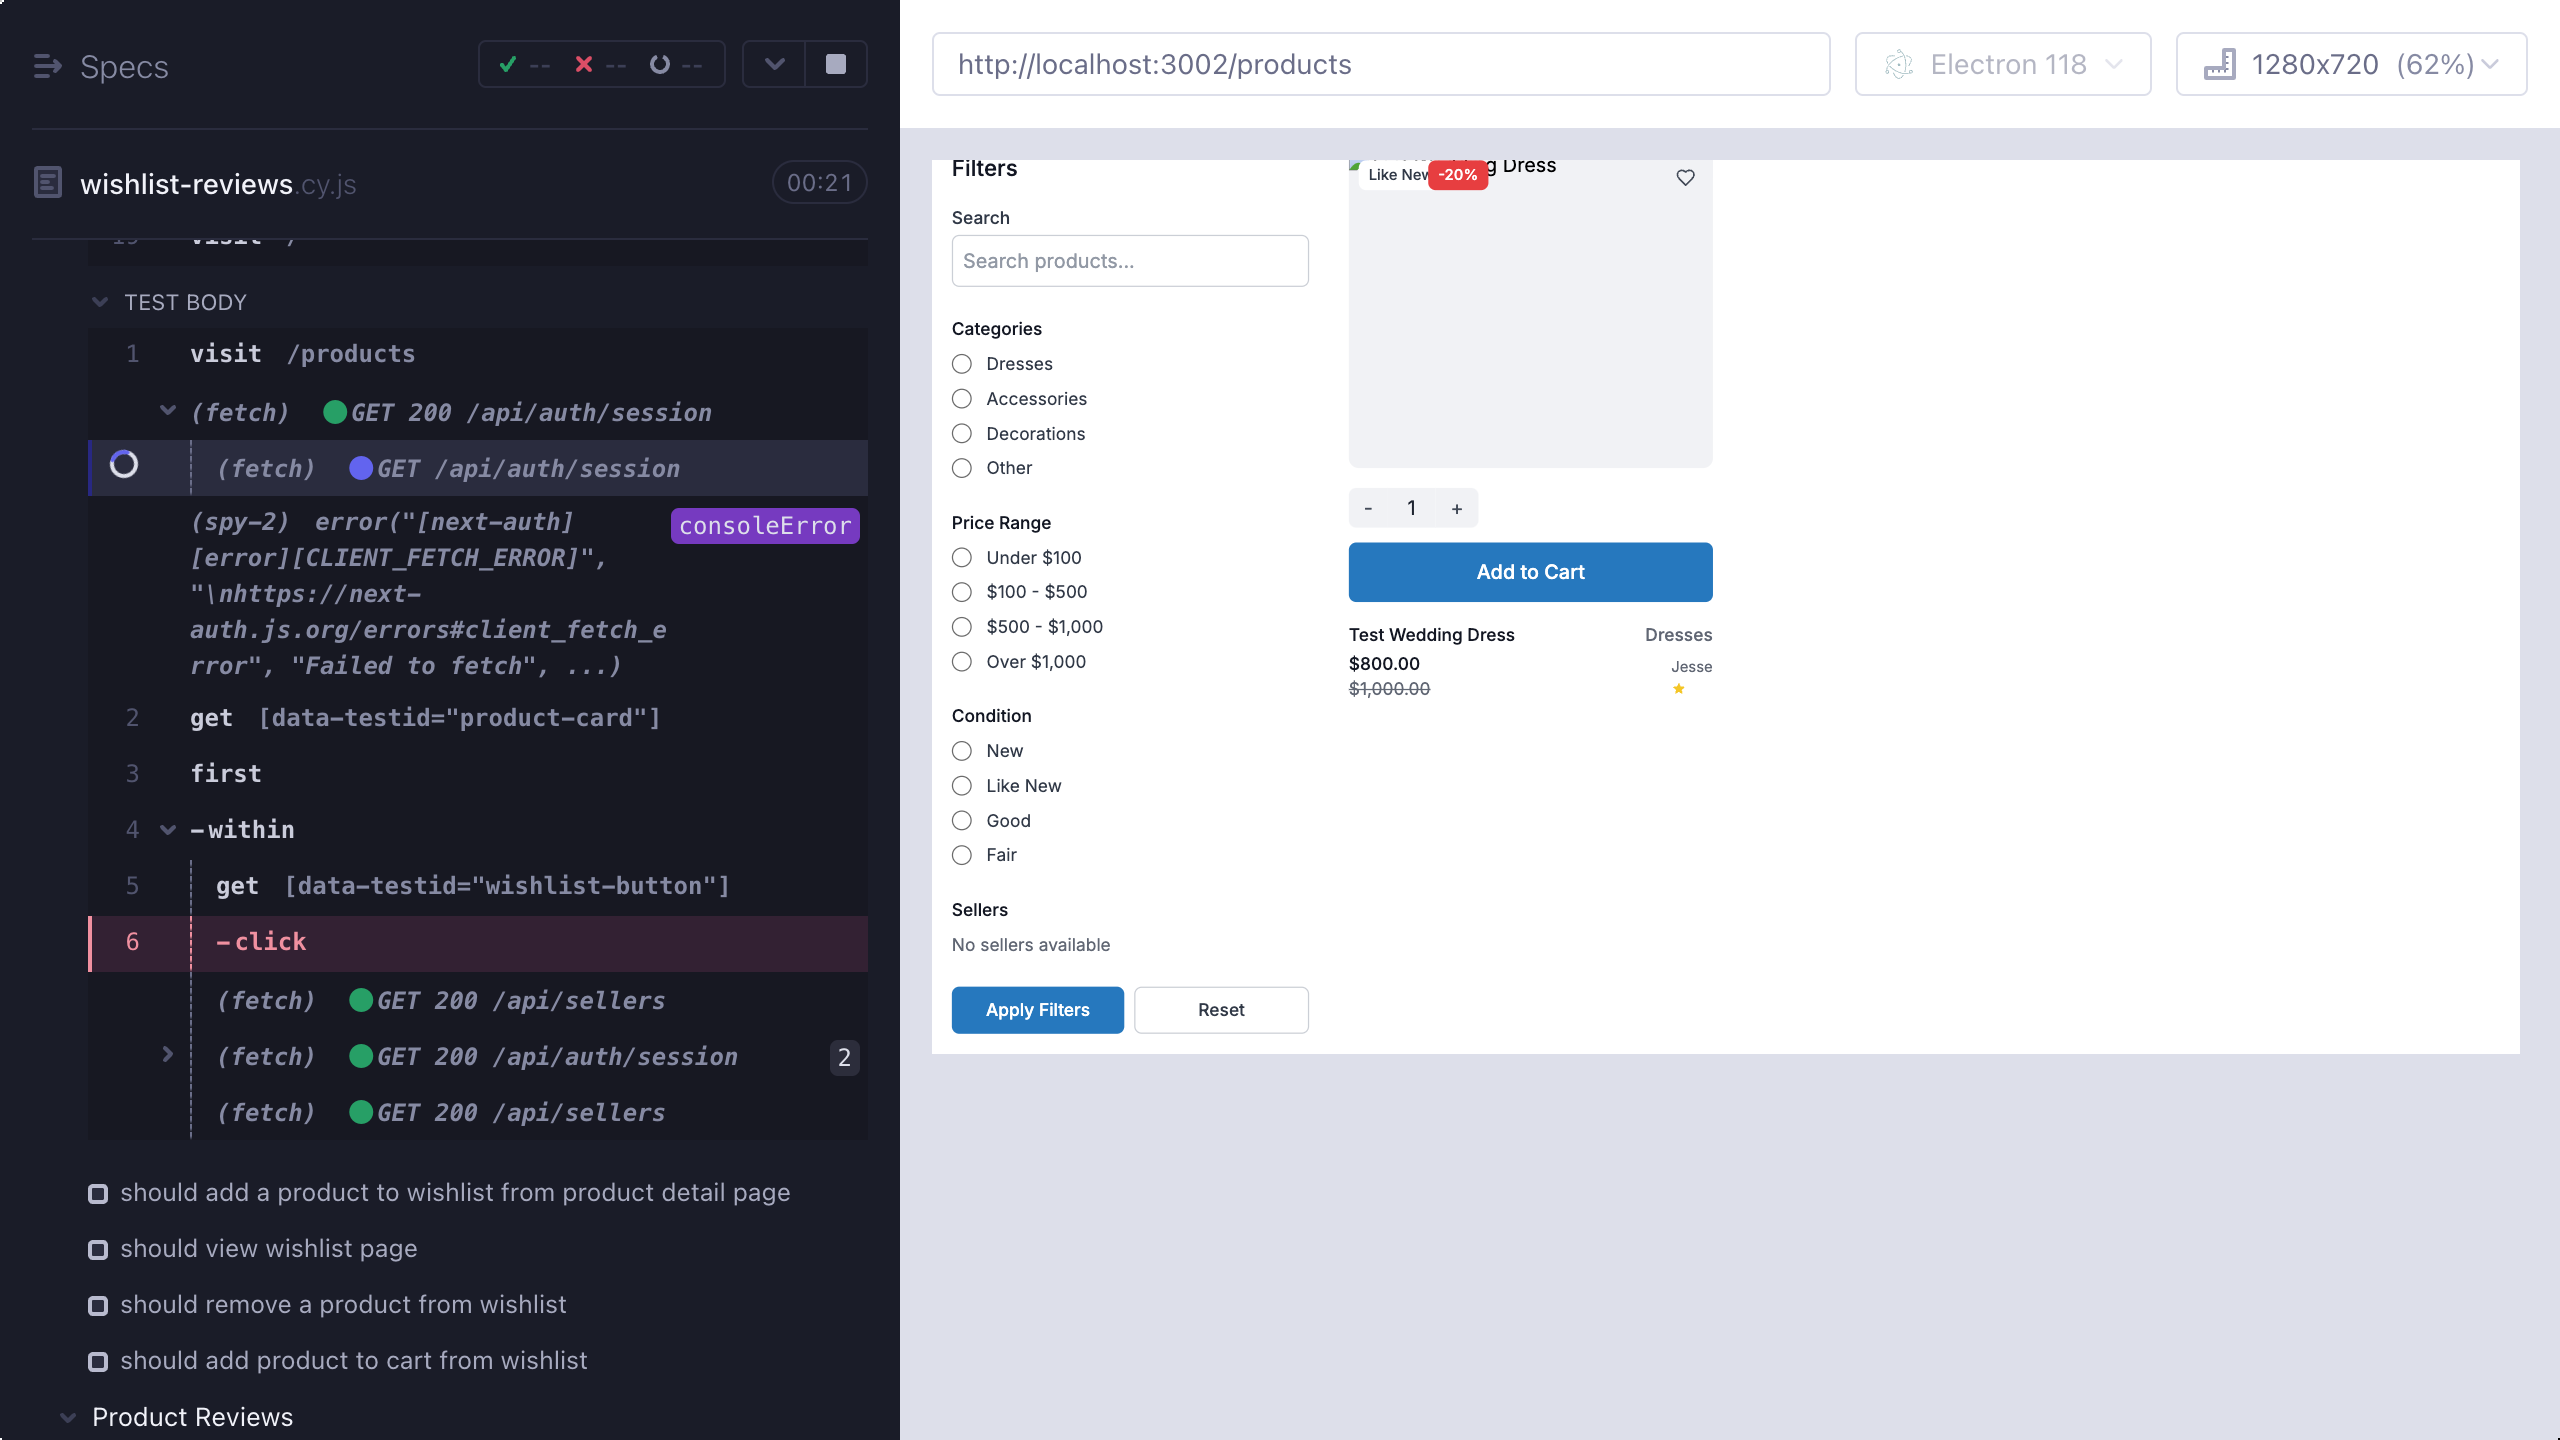 Specs
-- -- --
wishlist-reviews.cy.js
00:21
visit /
TEST BODY
1 visit /products
(fetch) GET 200 /api/auth/session
(fetch) GET /api/auth/session
(spy-2) error("[next-auth]
[error][CLIENT_FETCH_ERROR]",
"\nhttps://next-
auth.js.org/errors#client_fetch_e
rror", "Failed to fetch", ...)
consoleError
2 get [data-testid="product-card"]
3 first
4 -within
5 get [data-testid="wishlist-button"]
6 -click
(fetch) GET 200 /api/sellers
(fetch) GET 200 /api/auth/session 2
(fetch) GET 200 /api/sellers
should add a product to wishlist from product detail page
should view wishlist page
should remove a product from wishlist
should add product to cart from wishlist
Product Reviews
http://localhost:3002/products
Electron 118
1280x720 (62%)
Filters
Search
Search products...
Categories
Dresses
Accessories
Decorations
Other
Price Range
Under $100
$100 - $500
$500 - $1,000
Over $1,000
Condition
New
Like New
Good
Fair
Sellers
No sellers available
Apply Filters
Reset
Dress
Like New
-20%
- 1 +
Add to Cart
Test Wedding Dress
Dresses
$800.00
Jesse
$1,000.00